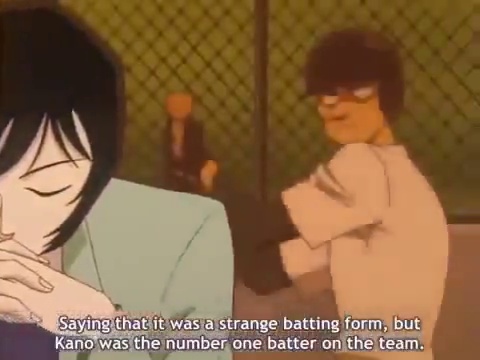 Saying that it was a strange batting form, but
Kano was the number one batter on the team.